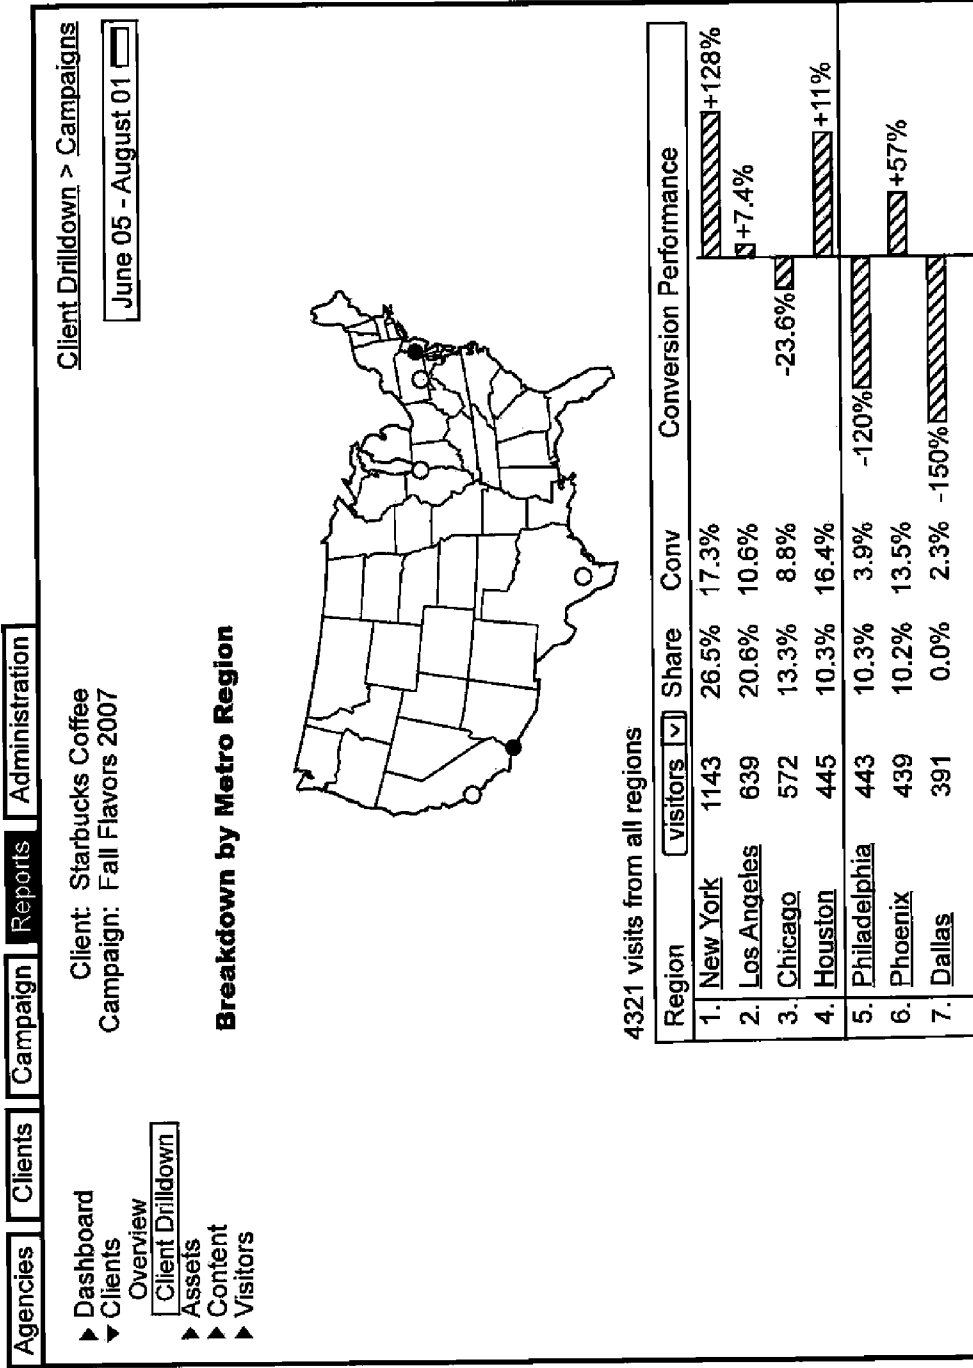 Agencies Clients Campaign Reports Administration
Client Drilldown > Campaigns
June 05 - August 01
Dashboard
Clients
Overview
Client Drilldown
Assets
Content
Visitors
Client: Starbucks Coffee
Campaign: Fall Flavors 2007
Breakdown by Metro Region
4321 visits from all regions
Region visitors Share Conv Conversion Performance
1. New York 1143 26.5% 17.3% +128%
2. Los Angeles 639 20.6% 10.6% +7.4%
3. Chicago 572 13.3% 8.8% -23.6%
4. Houston 445 10.3% 16.4% +11%
5. Philadelphia 443 10.3% 3.9% -120%
6. Phoenix 439 10.2% 13.5% +57%
7. Dallas 391 0.0% 2.3% -150%